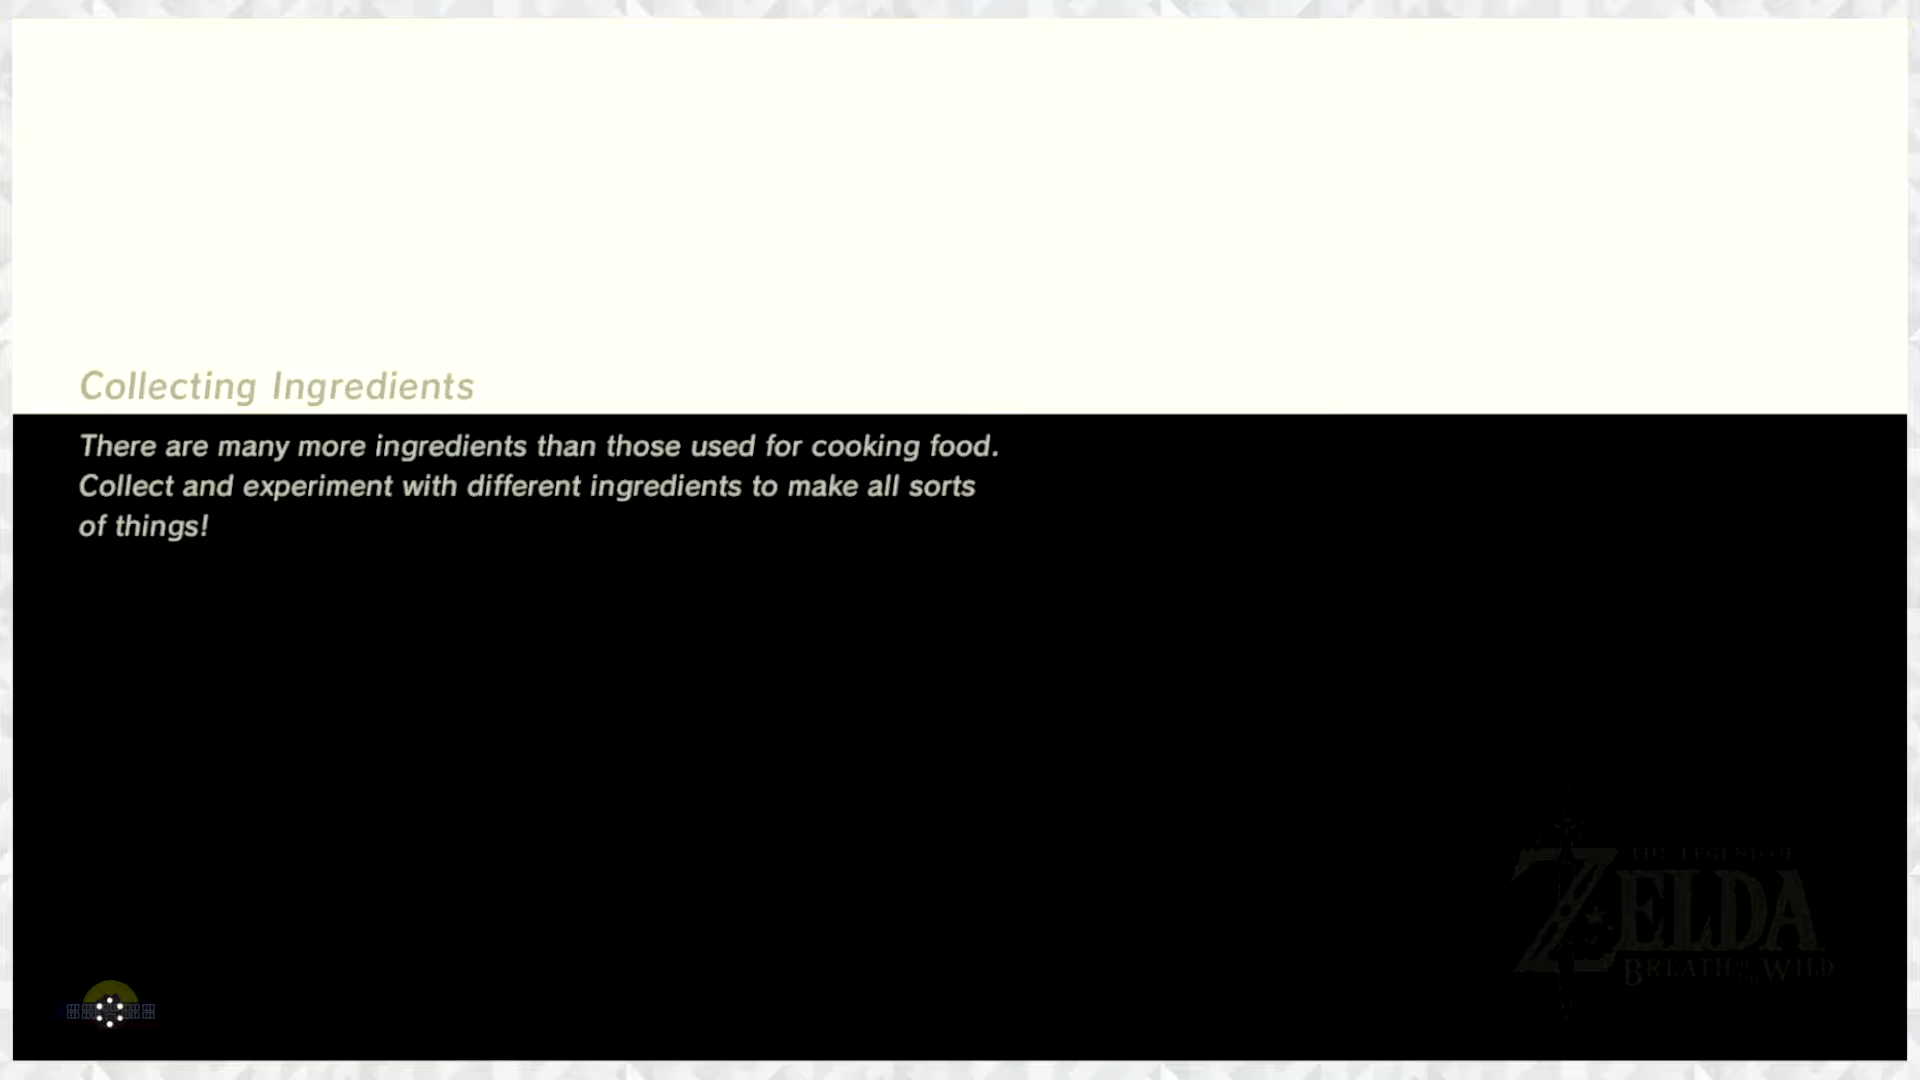 Collecting Ingredients
There are many more ingredients than those used for cooking food.
Collect and experiment with different ingredients to make all sorts
of things!
THE LEGEND OF
ZELDA
BREATH OF THE WILD